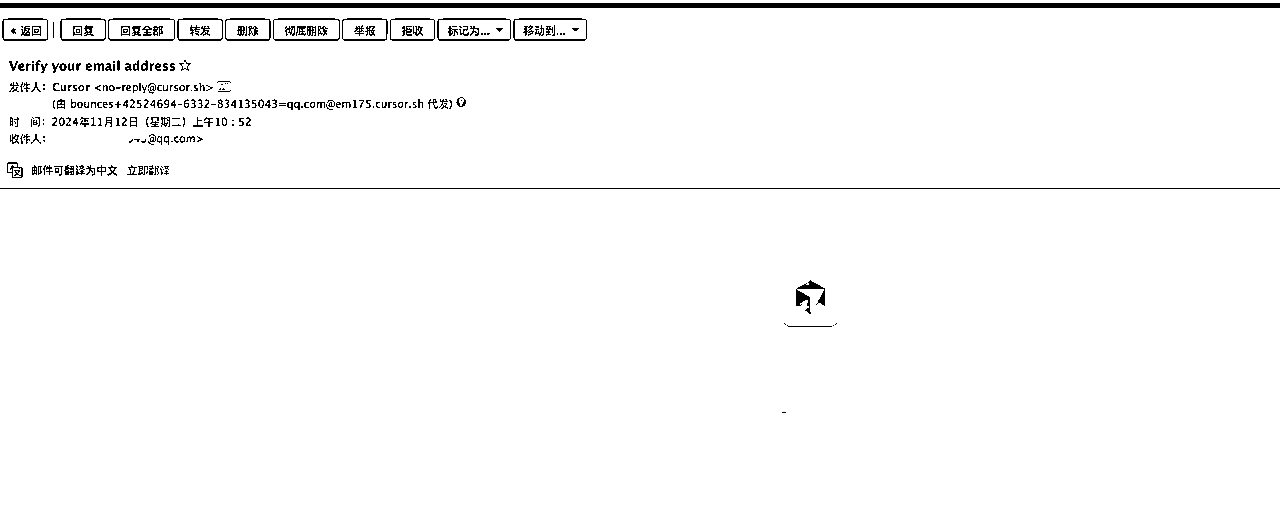 « 返回 回复 回复全部 转发 删除 彻底删除 举报 拒收 标记为... 移动到...
Verify your email address ☆
发件人: Cursor <no-reply@cursor.sh>
(由 bounces+42524694-6332-834135043=qq.com@em175.cursor.sh 代发)
时 间: 2024年11月12日 (星期二) 上午10:52
收件人: @qq.com>
邮件可翻译为中文 立即翻译